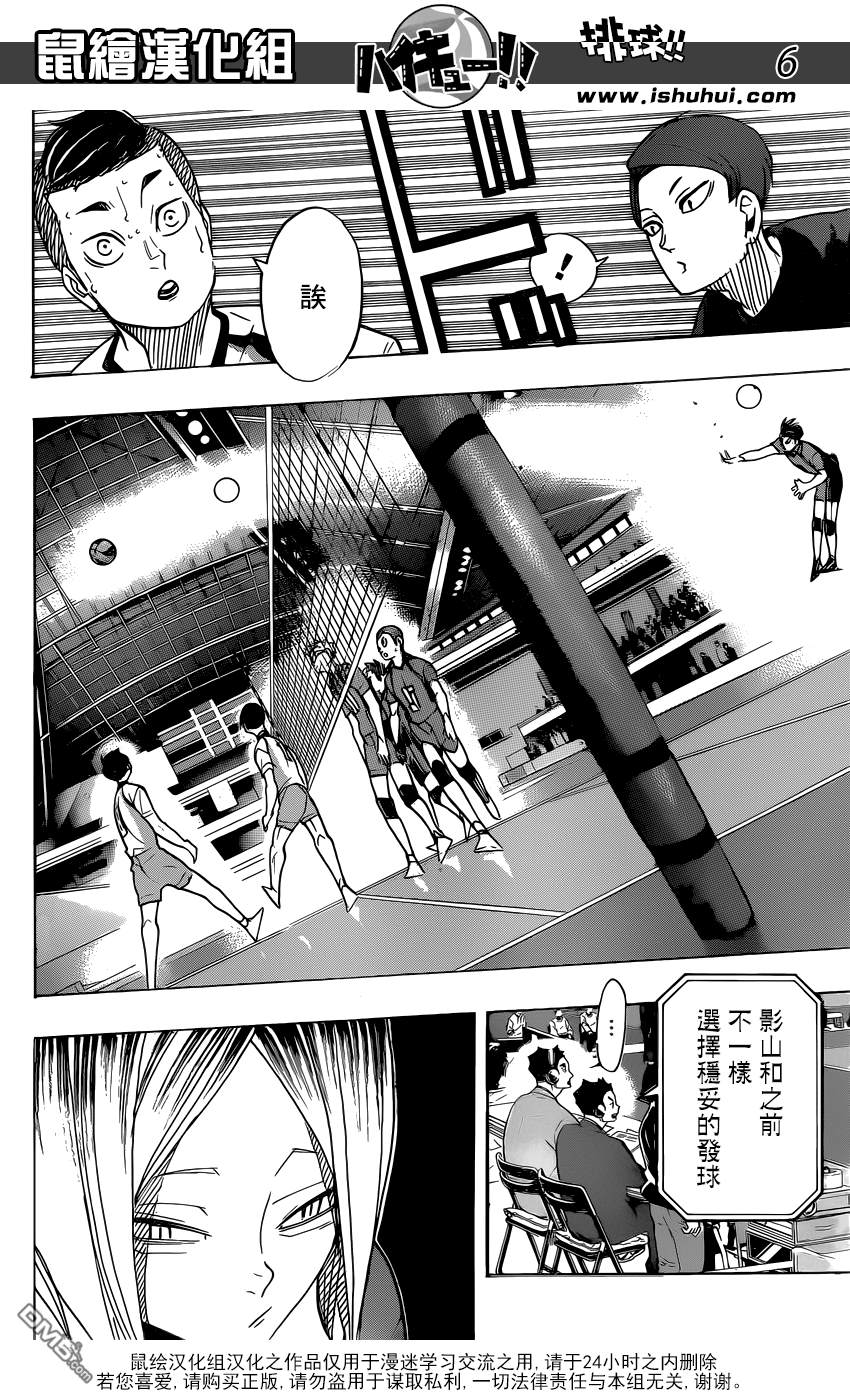 鼠繪漢化組
ハイキュー!!
排球!!
6
www.ishuhui.com
!
誒
影山和之前
不一樣
選擇穩妥的發球
…
DM5.com
鼠绘汉化组汉化之作品仅用于漫迷学习交流之用, 请于24小时之内删除
若您喜爱, 请购买正版, 请勿盗用于谋取私利, 一切法律责任与本组无关, 谢谢。